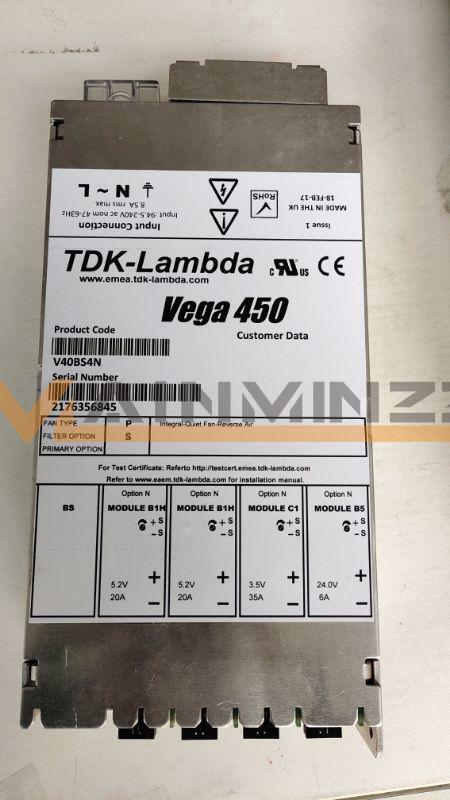 Input Connection
Input :94.5-240V ac nom 47-63Hz
8.5A rms max
N ~ L
RoHS
Issue 1
MADE IN THE UK
18-FEB-17
TDK-Lambda
www.emea.tdk-lambda.com
c RU us CE
Vega 450
Product Code
Customer Data
V40BS4N
Serial Number
2176356845
VAINMINZZ
FAN TYPE P Integral-Quiet Fan-Reverse Air
FILTER OPTION S
PRIMARY OPTION
For Test Certificate: Referto http://testcert.emea.tdk-lambda.com
Refer to www.eaem.tdk-lambda.com for installation manual.
Option N Option N Option N Option N
BS MODULE B1H MODULE B1H MODULE C1 MODULE B5
+ S + S + S + S
– S – S – S – S
+ + + +
5.2V 5.2V 3.5V 24.0V
20A 20A 35A 6A
– – – –